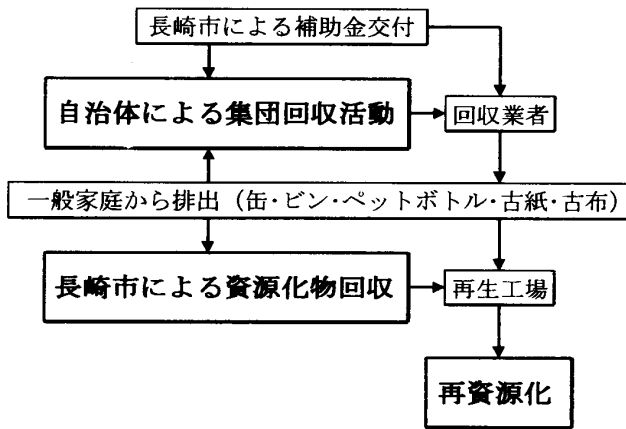 長崎市による補助金交付
自治体による集団回収活動
回収業者
一般家庭から排出（缶・ビン・ペットボトル・古紙・古布）
長崎市による資源化物回収
再生工場
再資源化